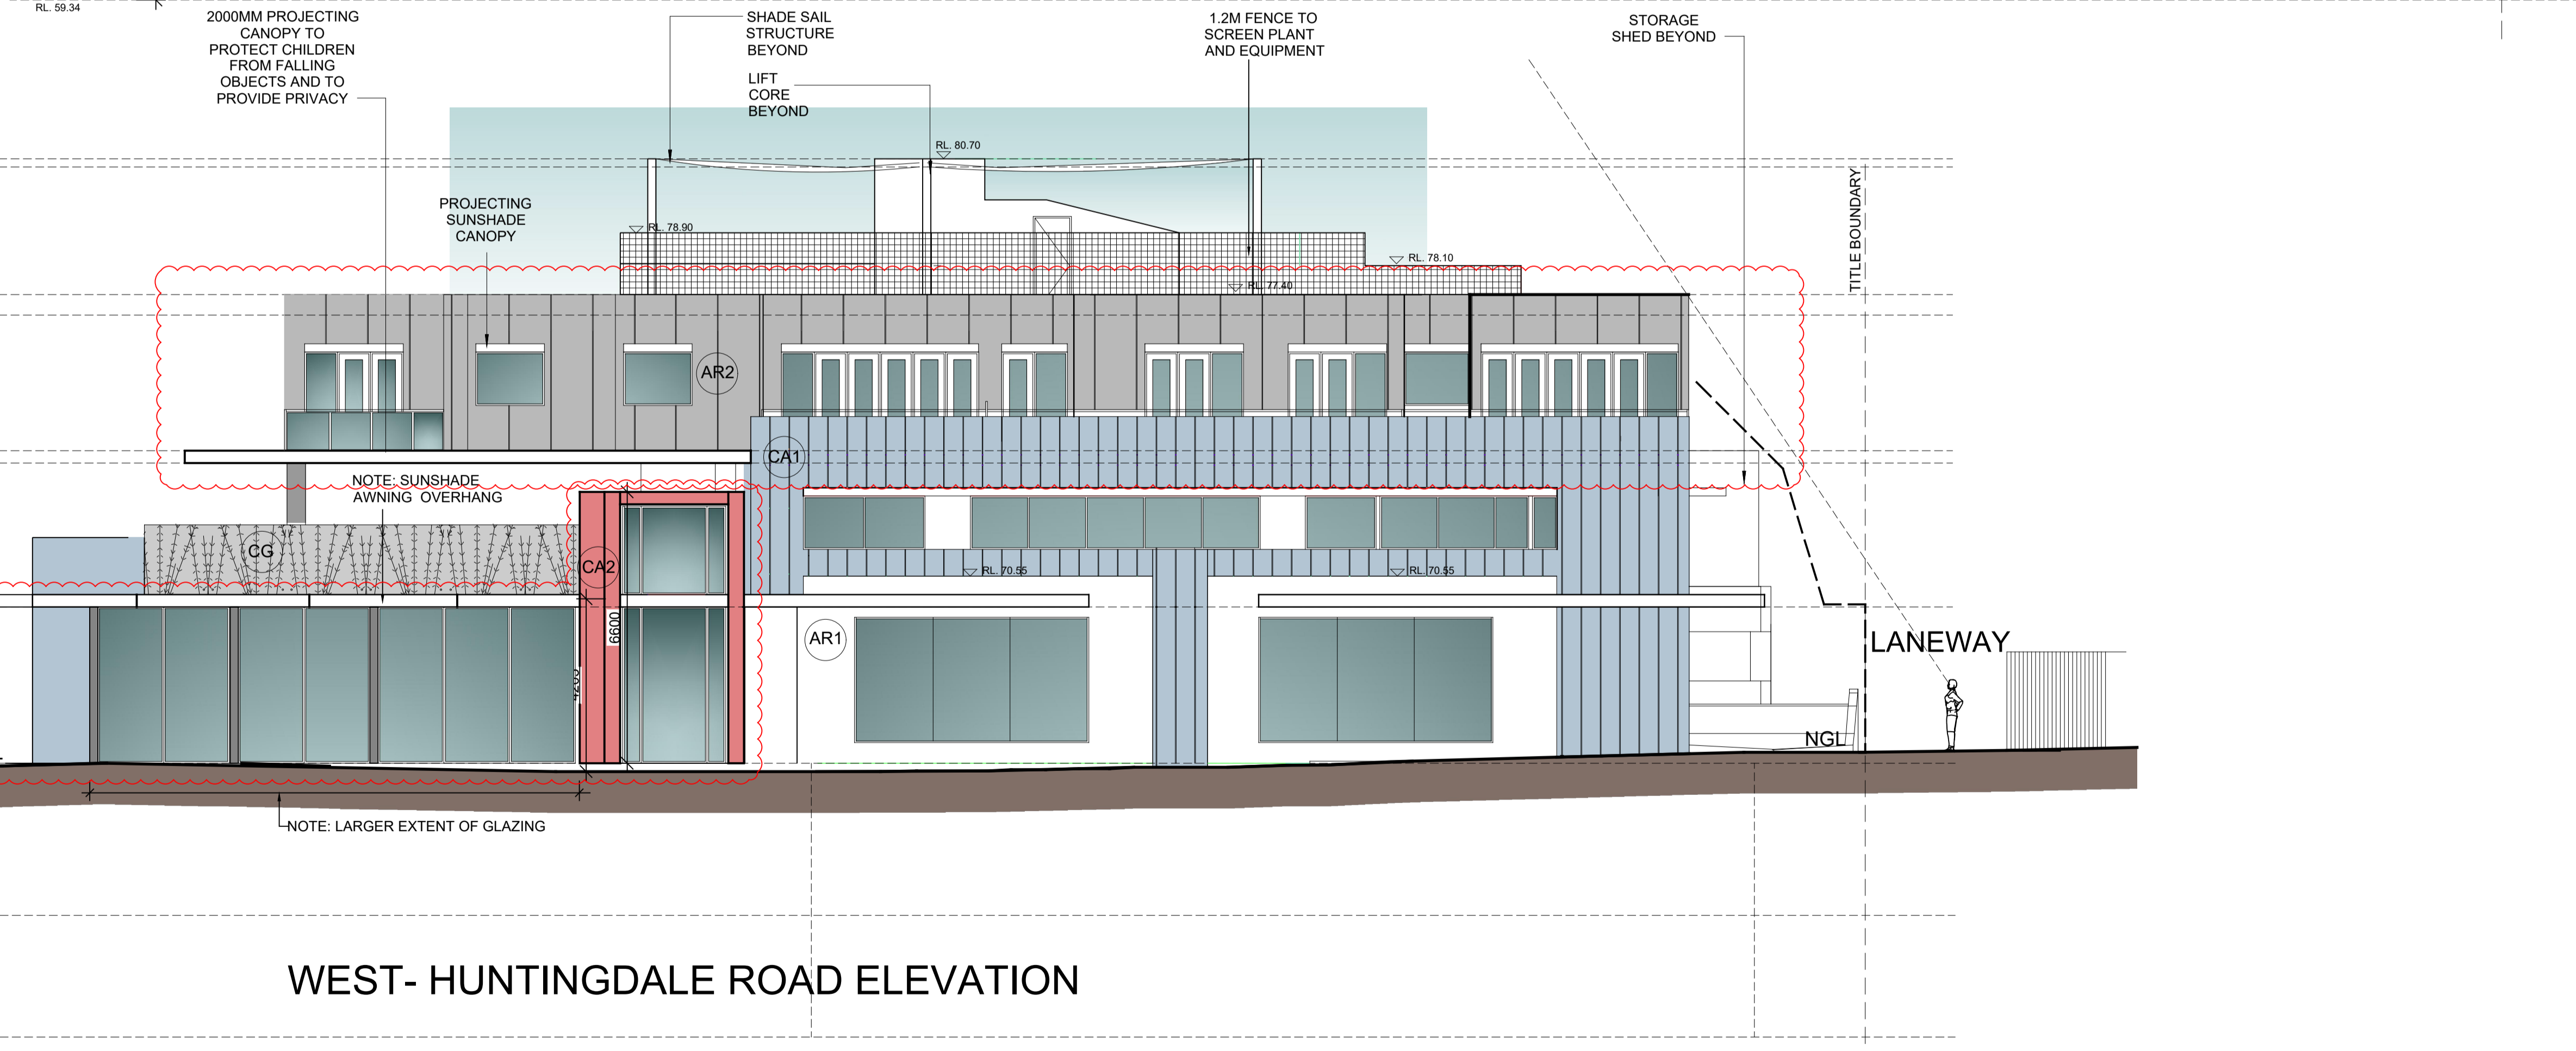 RL. 59.34
2000MM PROJECTING
CANOPY TO
PROTECT CHILDREN
FROM FALLING
OBJECTS AND TO
PROVIDE PRIVACY
SHADE SAIL
STRUCTURE
BEYOND
LIFT
CORE
BEYOND
1.2M FENCE TO
SCREEN PLANT
AND EQUIPMENT
STORAGE
SHED BEYOND
RL. 80.70
PROJECTING
SUNSHADE
CANOPY
TITLE BOUNDARY
RL. 78.90
RL. 78.10
RL. 77.40
AR2
CA1
NOTE: SUNSHADE
AWNING OVERHANG
CG
CA2
RL. 70.55
RL. 70.55
6600
AR1
LANEWAY
NGL
NOTE: LARGER EXTENT OF GLAZING
WEST- HUNTINGDALE ROAD ELEVATION